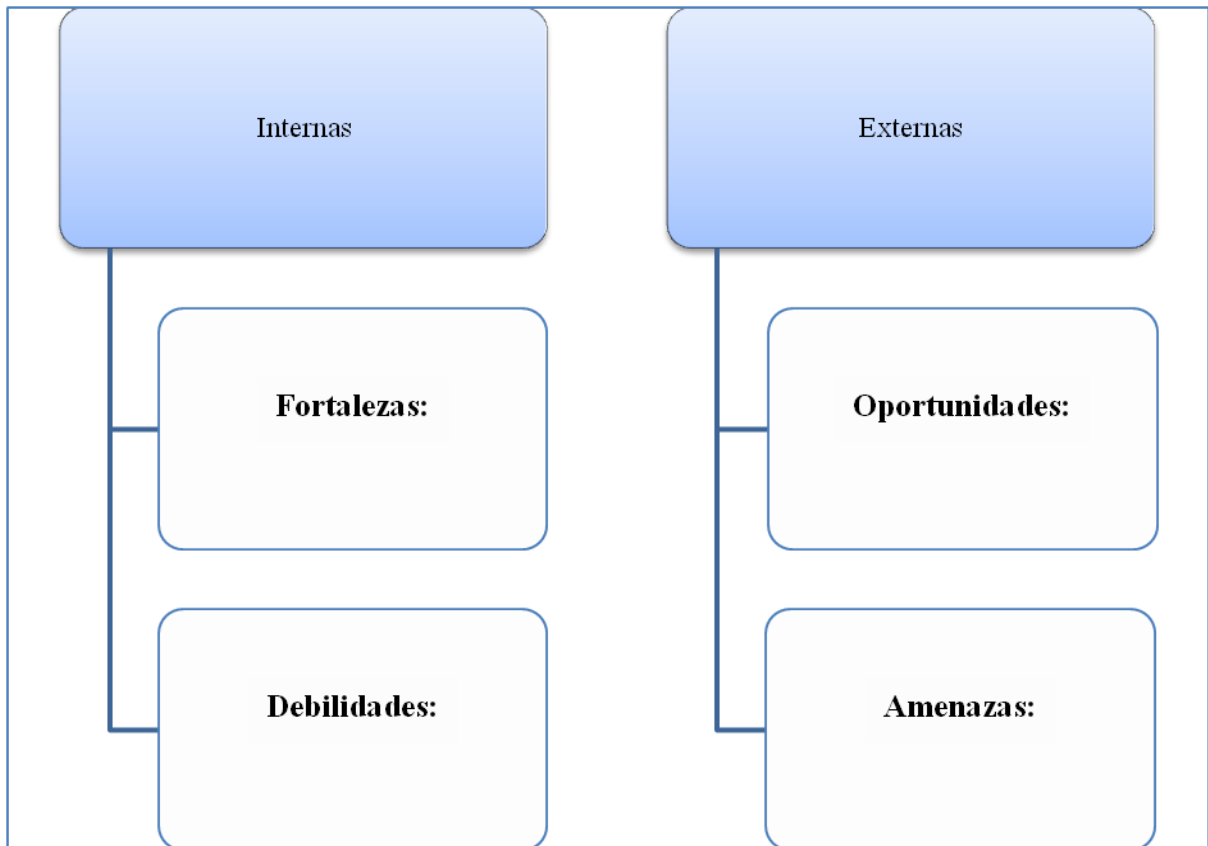 Internas
Externas
Fortalezas:
Oportunidades:
Debilidades:
Amenazas: